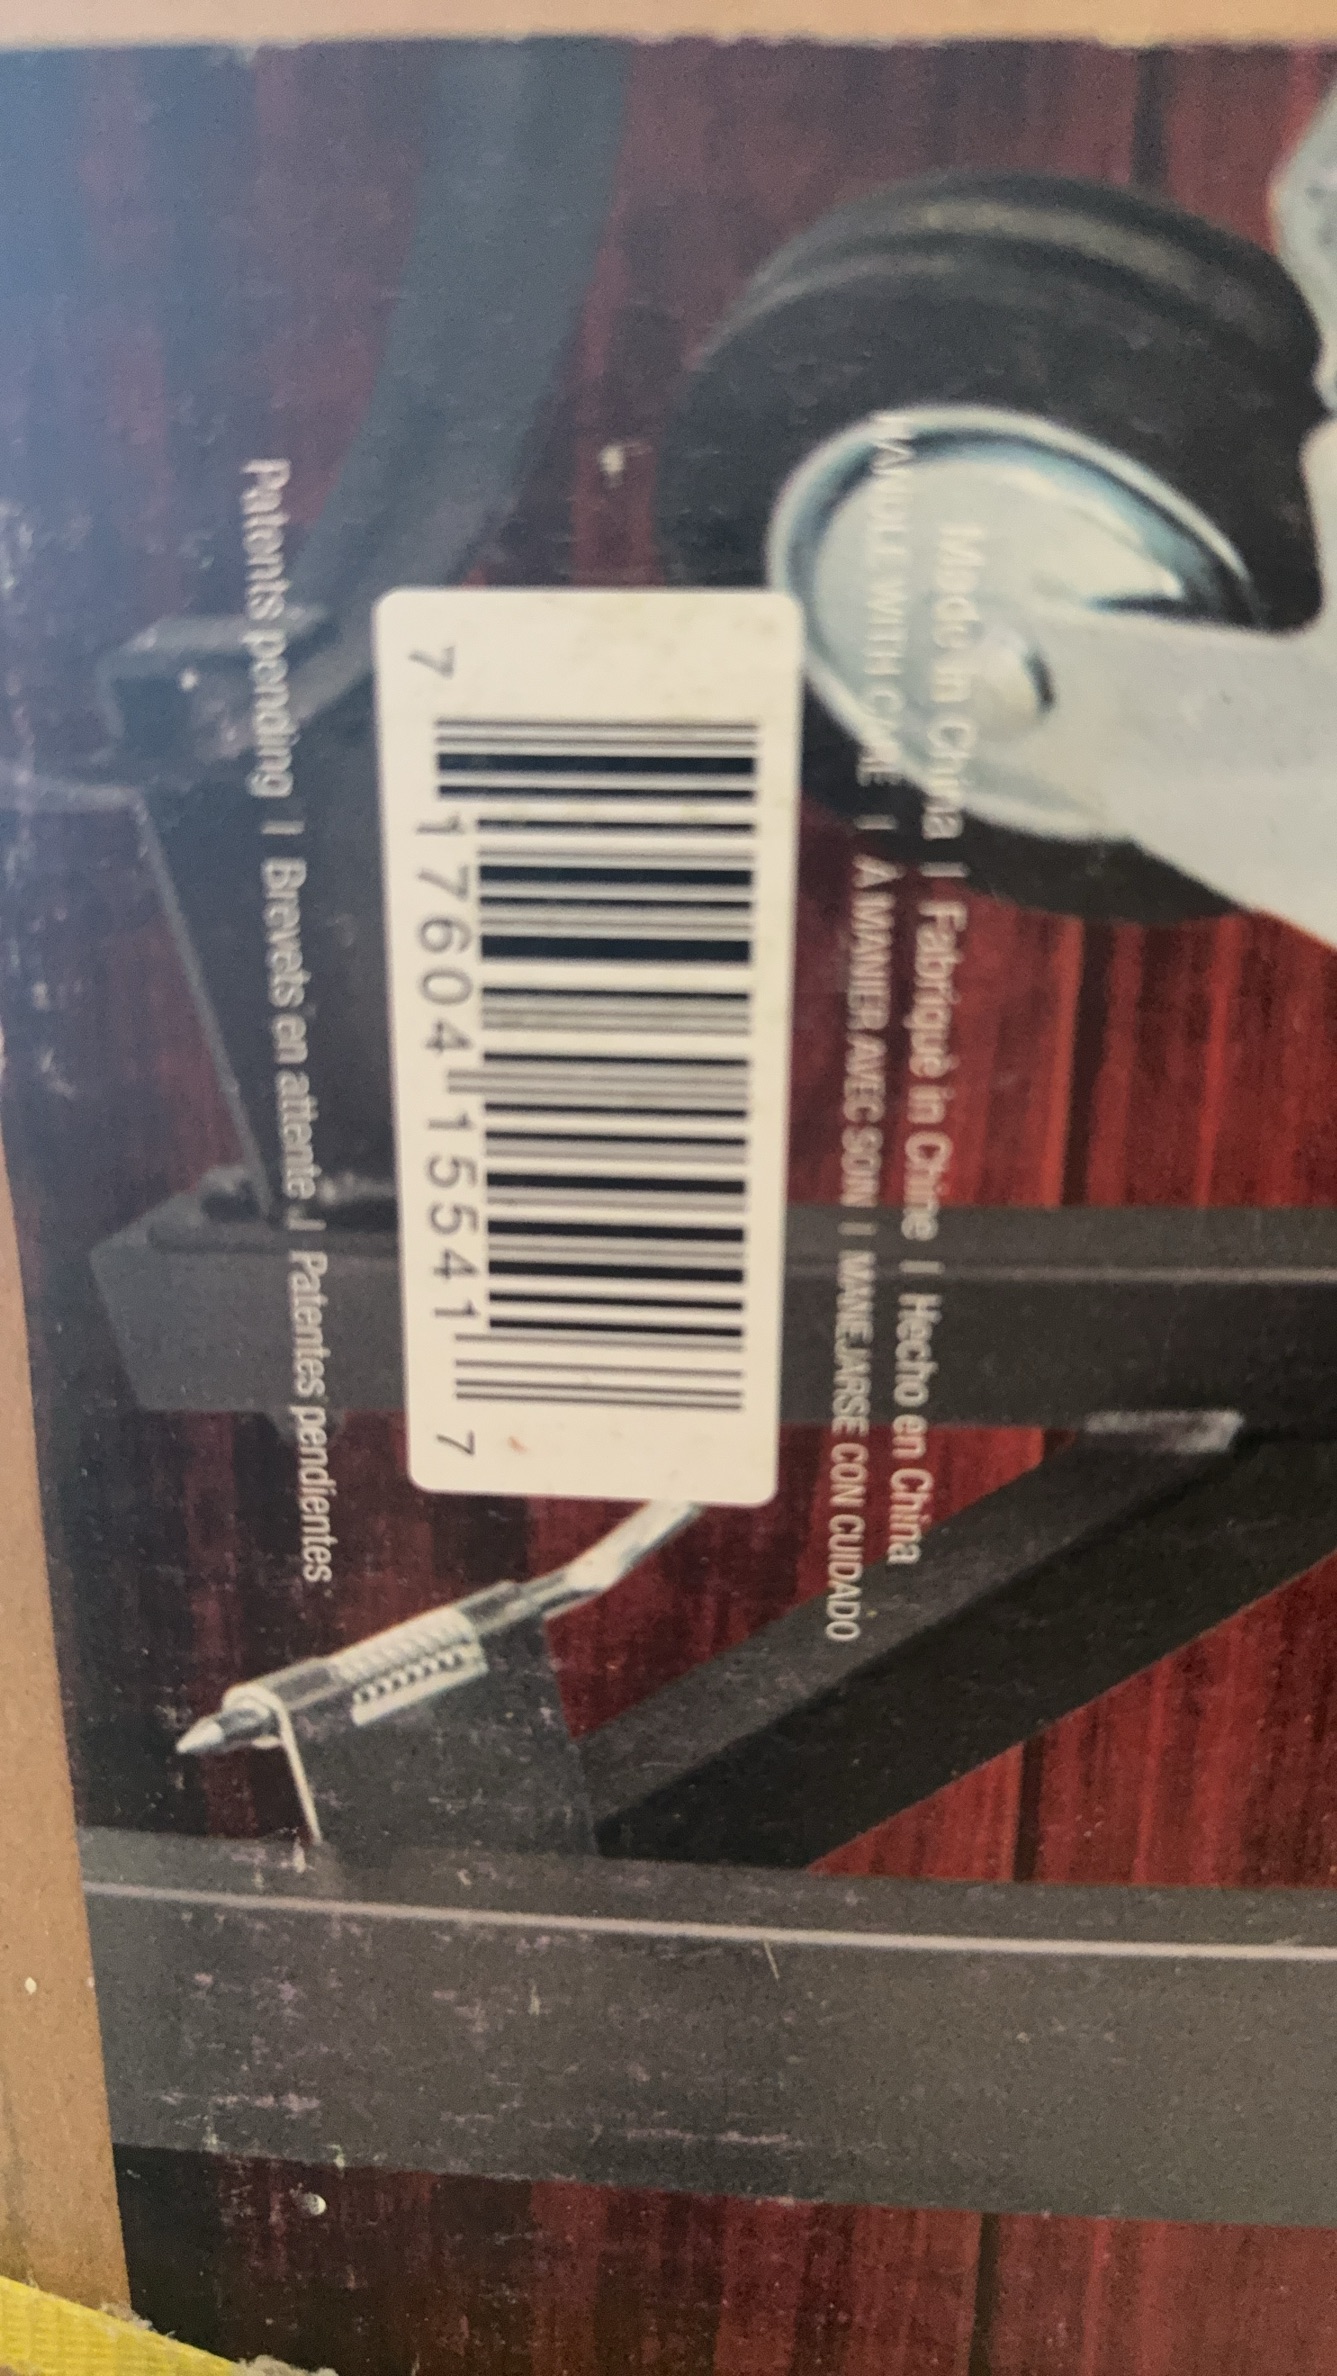 Made in China | Fabriqué in Chine | Hecho en China
HANDLE WITH CARE | À MANIER AVEC SOIN | MANEJARSE CON CUIDADO
7 17604 15541 7
Patents pending | Brevets en attente | Patentes pendientes